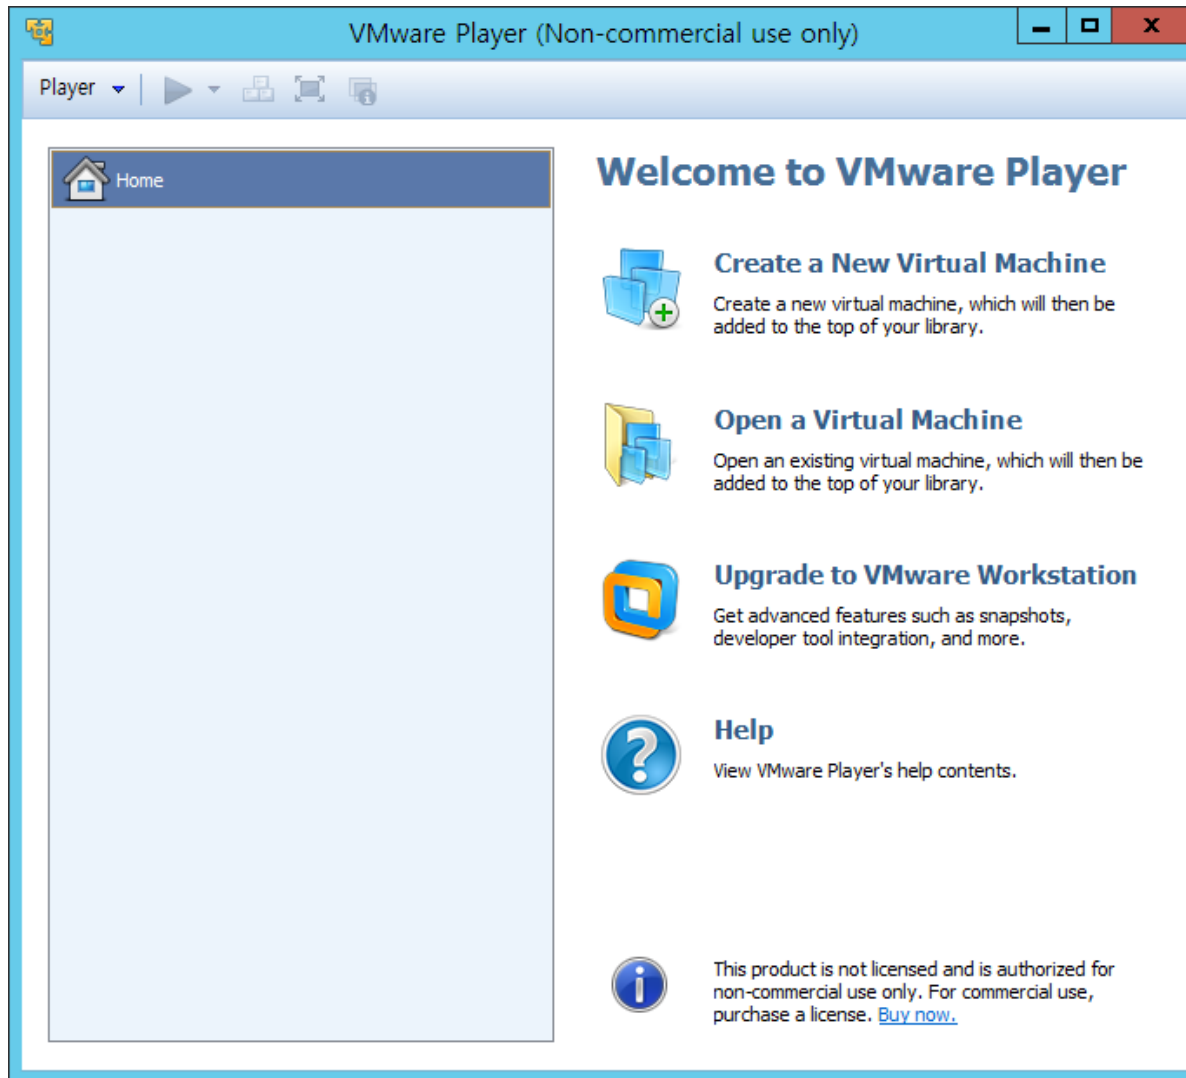 VMware Player (Non-commercial use only)
Player
Home
Welcome to VMware Player
Create a New Virtual Machine
Create a new virtual machine, which will then be
added to the top of your library.
Open a Virtual Machine
Open an existing virtual machine, which will then be
added to the top of your library.
Upgrade to VMware Workstation
Get advanced features such as snapshots,
developer tool integration, and more.
Help
View VMware Player's help contents.
This product is not licensed and is authorized for
non-commercial use only. For commercial use,
purchase a license. Buy now.